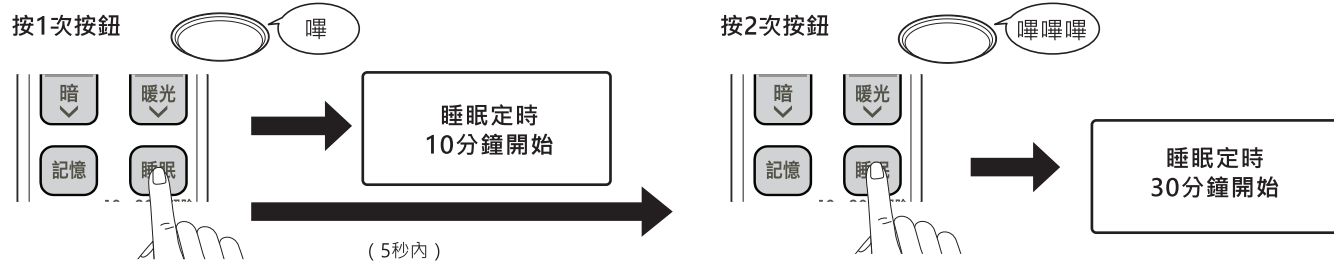 按1次按鈕
嗶
暗
暖光
記憶
睡眠
睡眠定時
10分鐘開始
(5秒內)
按2次按鈕
嗶嗶嗶
暗
暖光
記憶
睡眠定時
30分鐘開始